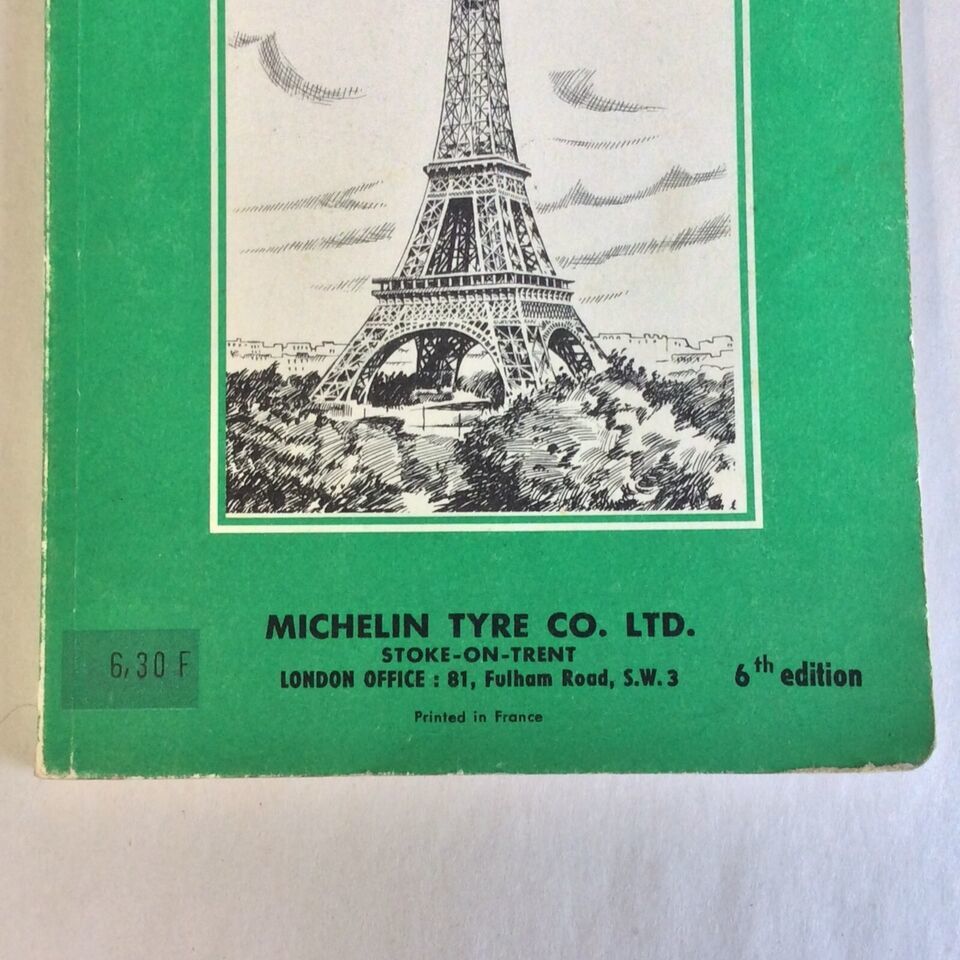 MICHELIN TYRE CO. LTD.
STOKE-ON-TRENT
LONDON OFFICE : 81, Fulham Road, S.W. 3
6th edition
6,30 F
Printed in France